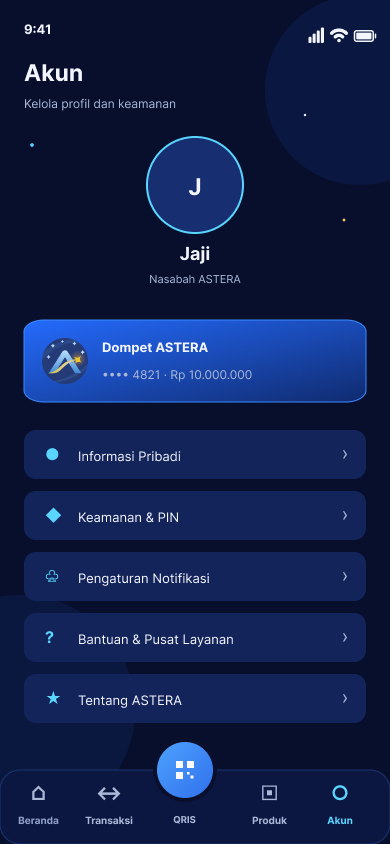 9:41
Akun
Kelola profil dan keamanan
J
Jaji
Nasabah ASTERA
Dompet ASTERA
•••• 4821 · Rp 10.000.000
Informasi Pribadi ›
Keamanan & PIN ›
Pengaturan Notifikasi ›
? Bantuan & Pusat Layanan ›
Tentang ASTERA ›
Beranda Transaksi QRIS Produk Akun